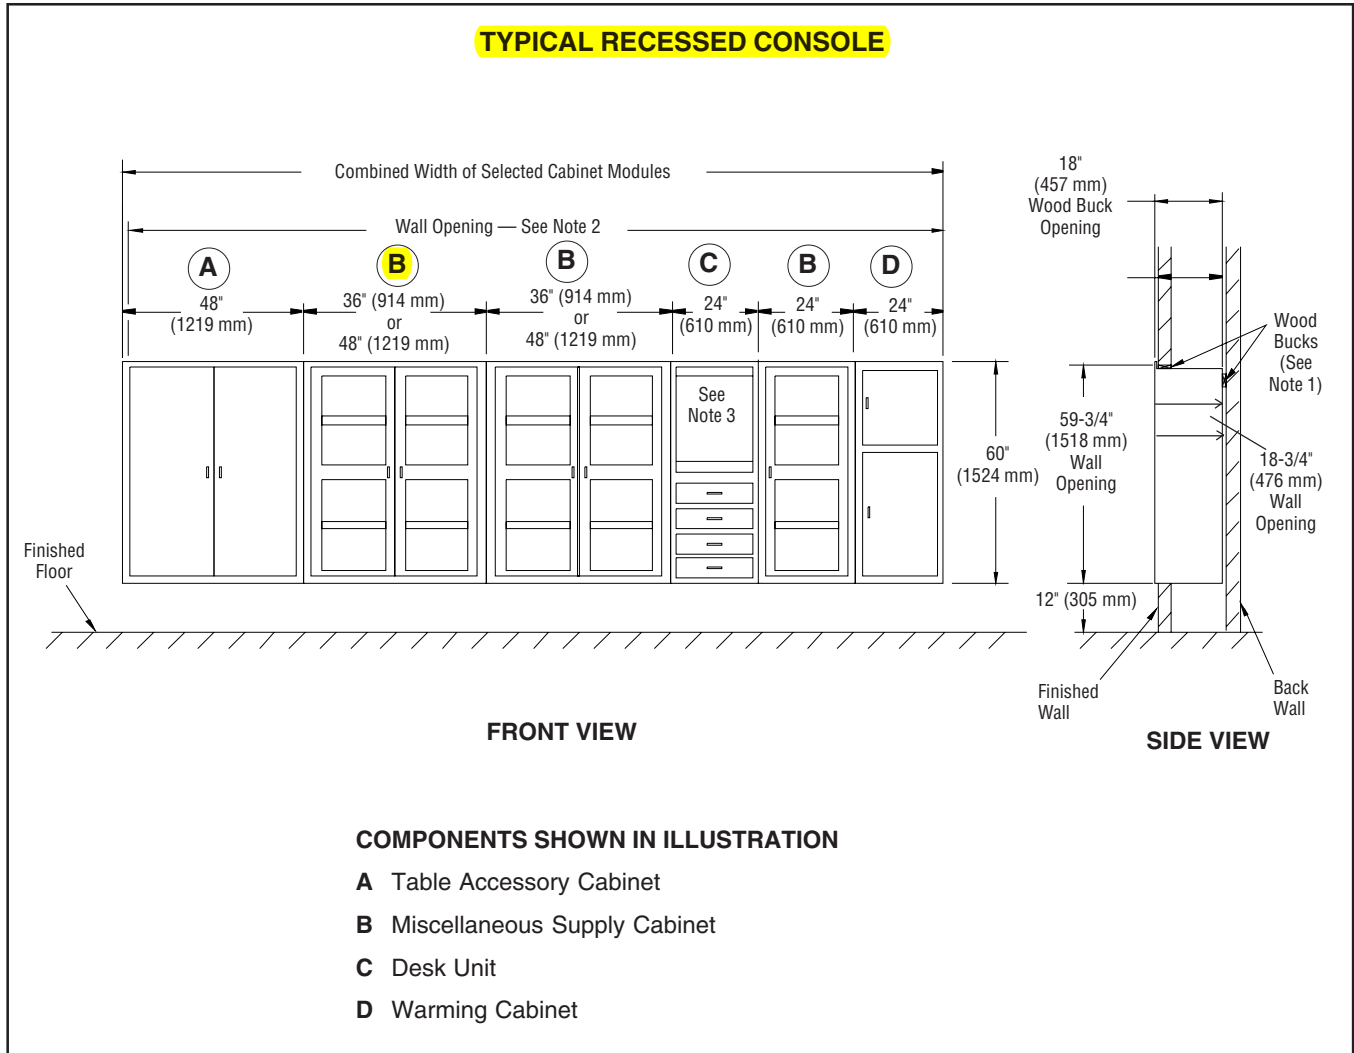 TYPICAL RECESSED CONSOLE
Combined Width of Selected Cabinet Modules
Wall Opening — See Note 2
A
48"
(1219 mm)
B
36" (914 mm)
or
48" (1219 mm)
B
36" (914 mm)
or
48" (1219 mm)
C
24"
(610 mm)
B
24"
(610 mm)
D
24"
(610 mm)
See
Note 3
60"
(1524 mm)
Finished
Floor
FRONT VIEW
18"
(457 mm)
Wood Buck
Opening
Wood
Bucks
(See
Note 1)
59-3/4"
(1518 mm)
Wall
Opening
18-3/4"
(476 mm)
Wall
Opening
12" (305 mm)
Finished
Wall
Back
Wall
SIDE VIEW
COMPONENTS SHOWN IN ILLUSTRATION
A Table Accessory Cabinet
B Miscellaneous Supply Cabinet
C Desk Unit
D Warming Cabinet